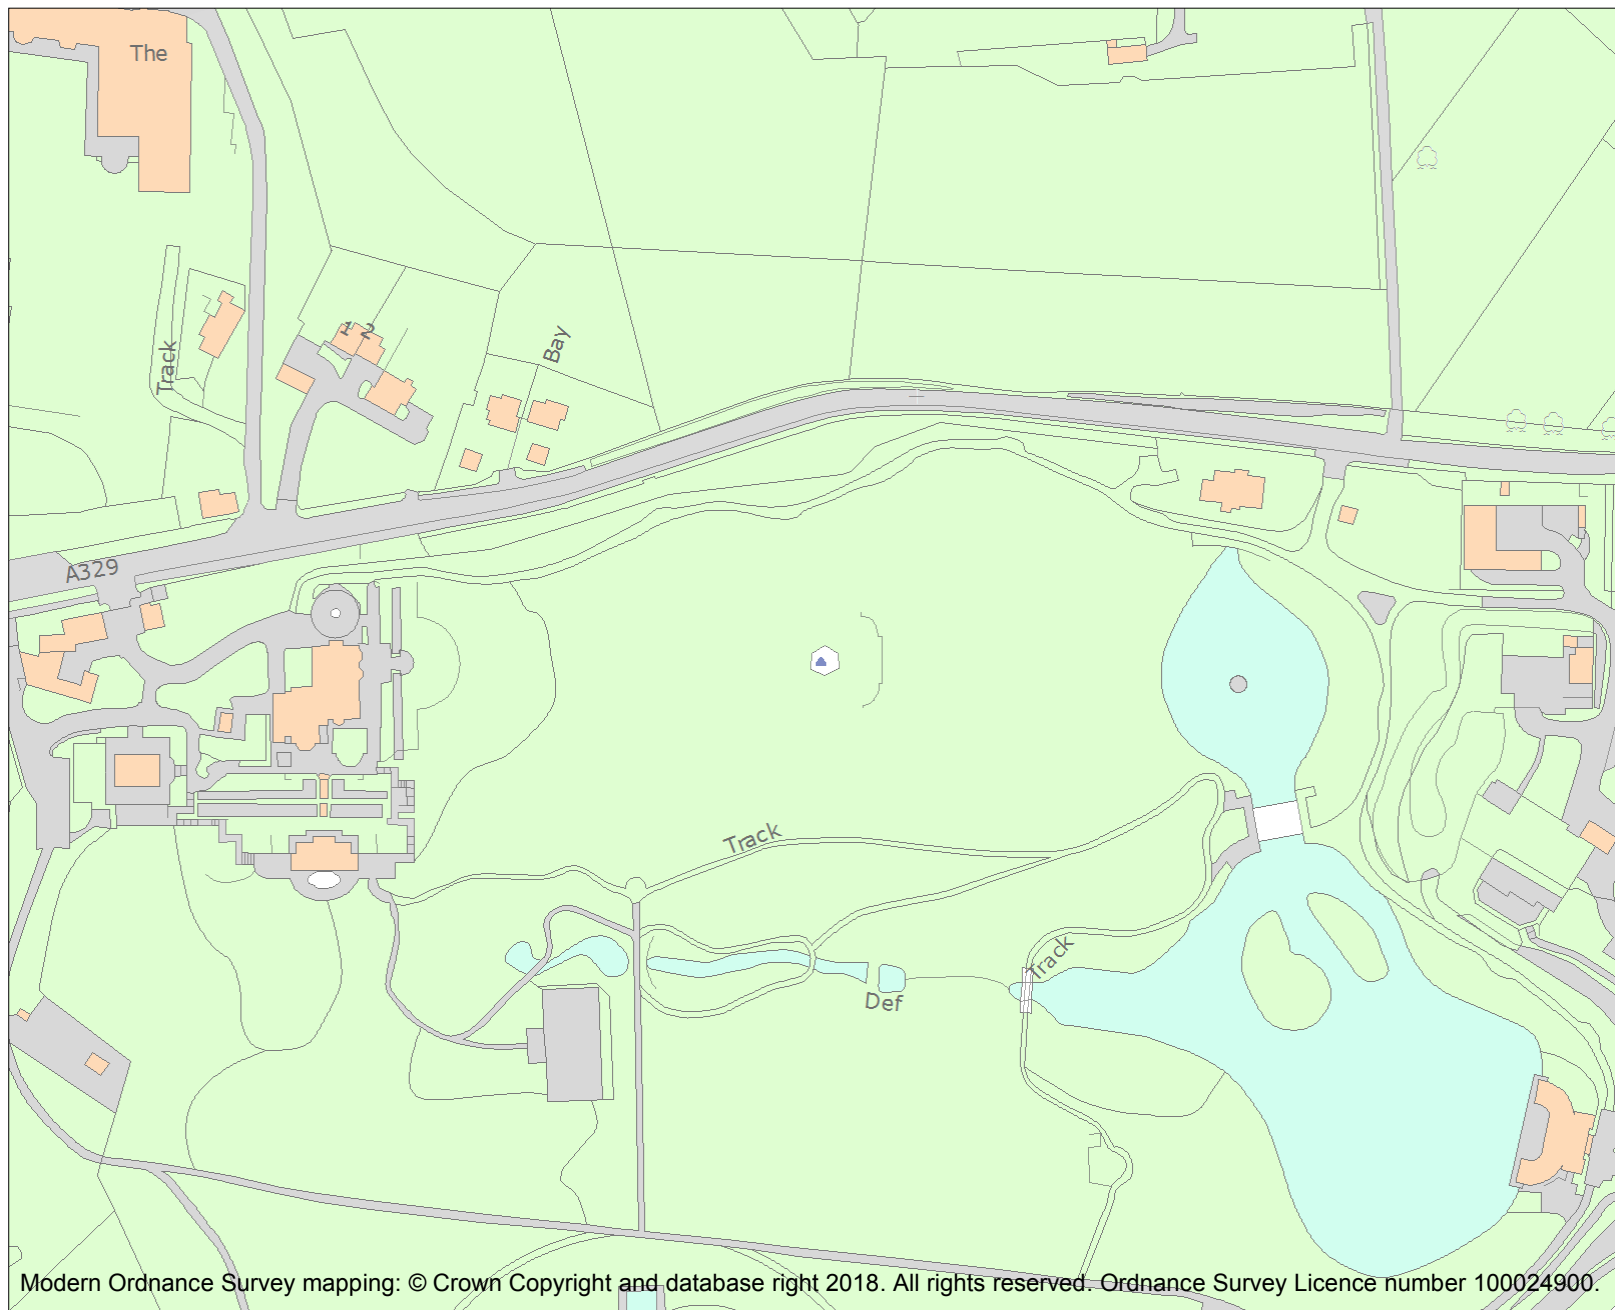 The
1 2
Bay
Track
A329
Track
Track
Def
Modern Ordnance Survey mapping: © Crown Copyright and database right 2018. All rights reserved. Ordnance Survey Licence number 100024900.